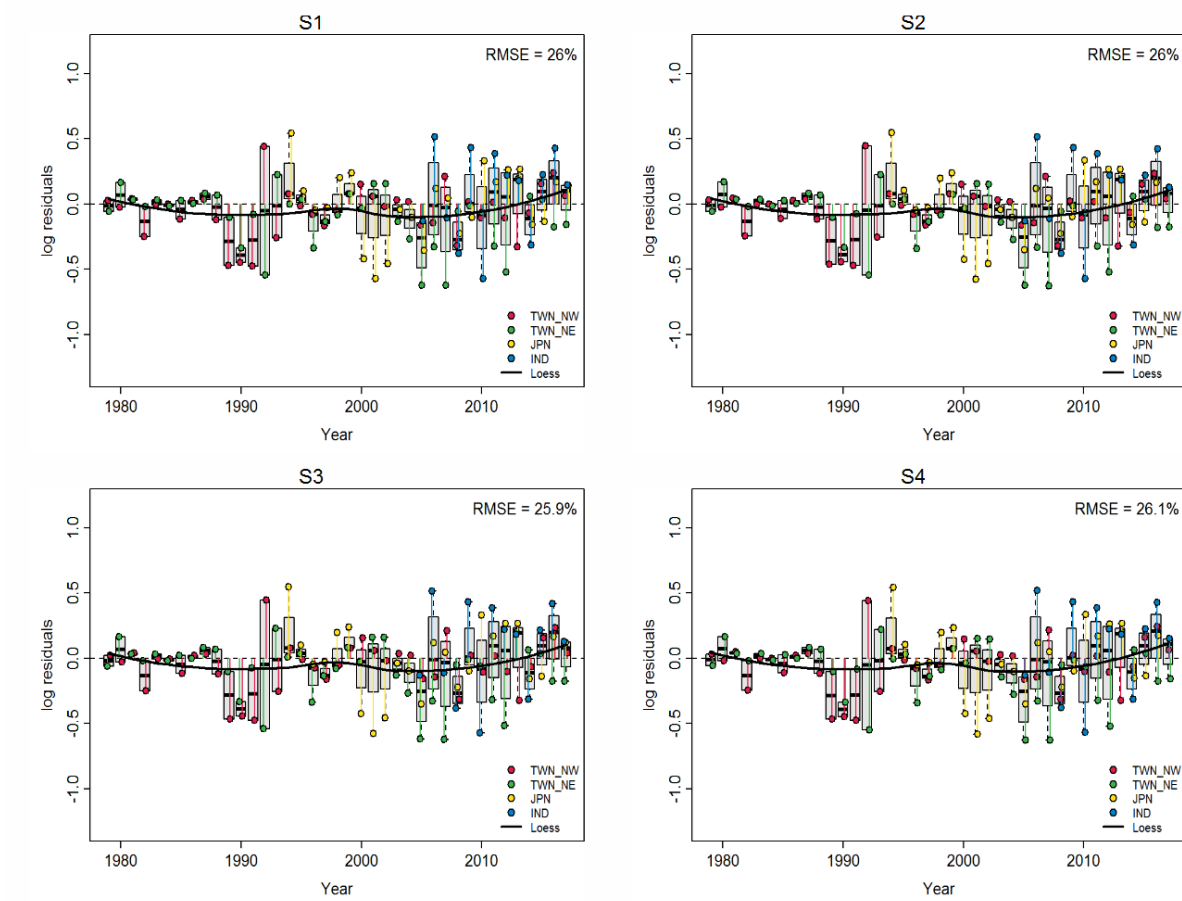 S1
RMSE = 26%
1.0
0.5
0.0
-0.5
-1.0
log residuals
TWN_NW
TWN_NE
JPN
IND
Loess
1980 1990 2000 2010
Year
S2
RMSE = 26%
1.0
0.5
0.0
-0.5
-1.0
log residuals
TWN_NW
TWN_NE
JPN
IND
Loess
1980 1990 2000 2010
Year
S3
RMSE = 25.9%
1.0
0.5
0.0
-0.5
-1.0
log residuals
TWN_NW
TWN_NE
JPN
IND
Loess
1980 1990 2000 2010
Year
S4
RMSE = 26.1%
1.0
0.5
0.0
-0.5
-1.0
log residuals
TWN_NW
TWN_NE
JPN
IND
Loess
1980 1990 2000 2010
Year